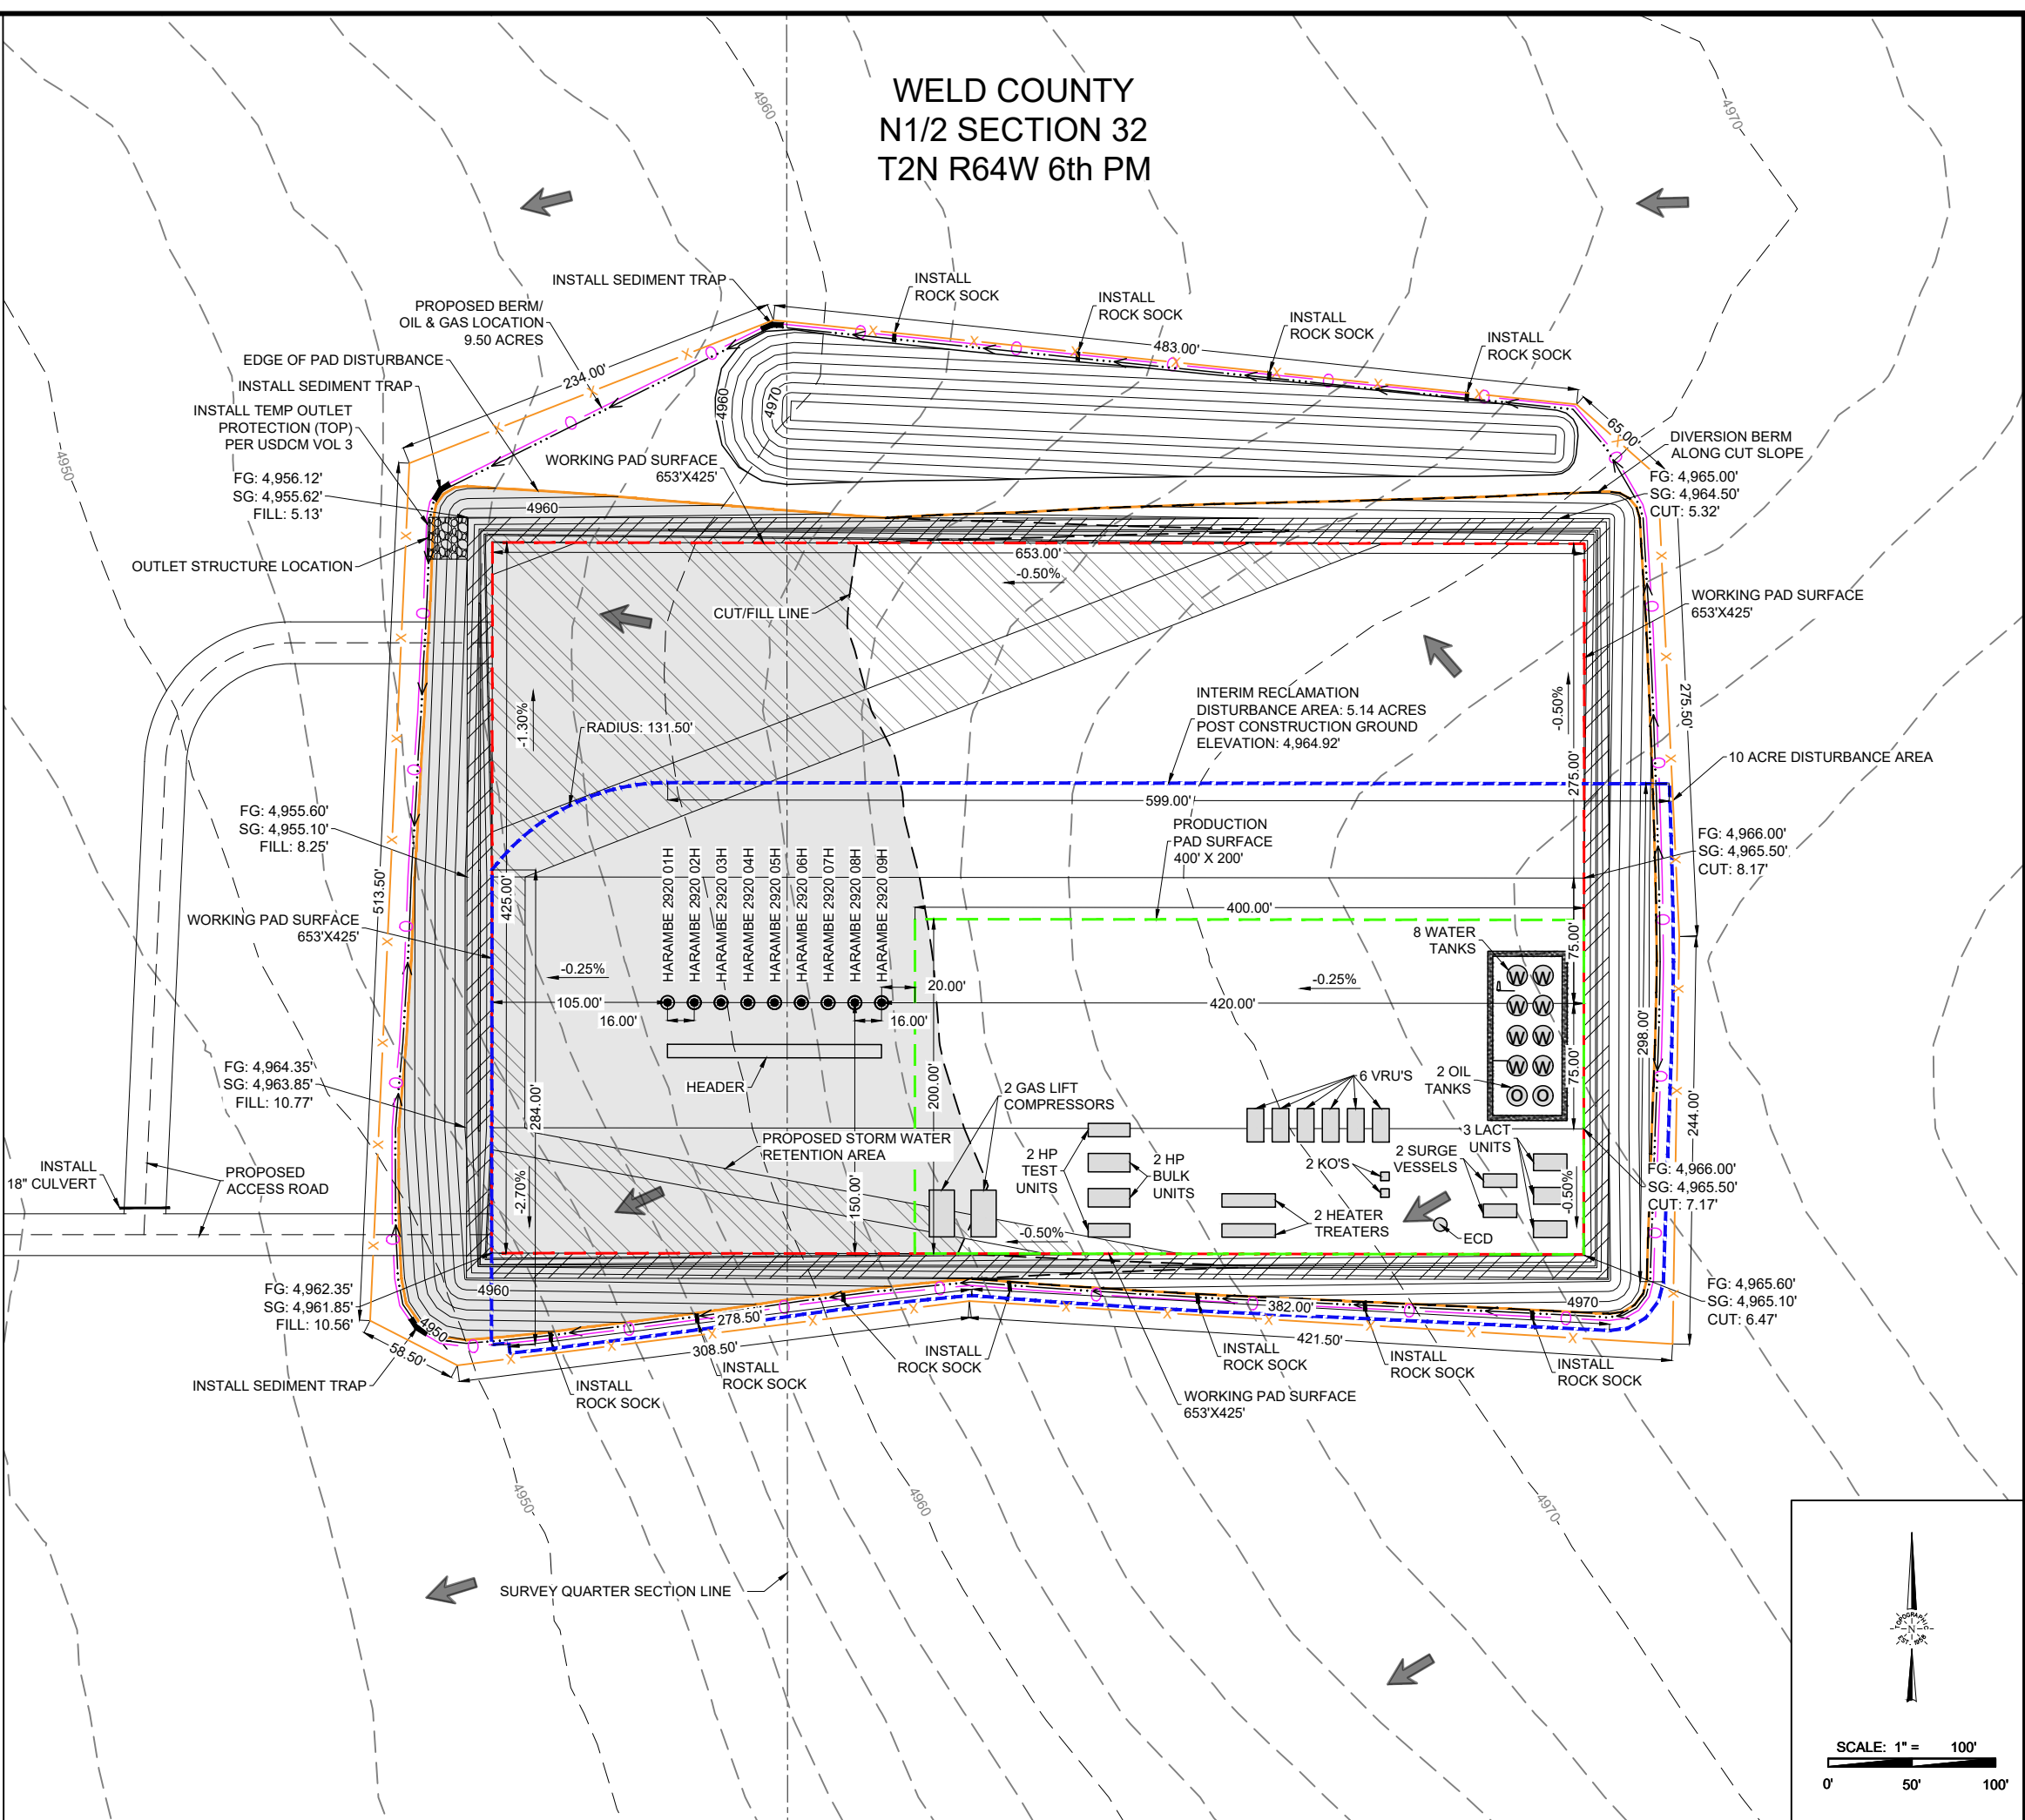 WELD COUNTY
N1/2 SECTION 32
T2N R64W 6th PM
4960
4970
INSTALL SEDIMENT TRAP
INSTALL
ROCK SOCK
INSTALL
ROCK SOCK
INSTALL
ROCK SOCK
INSTALL
ROCK SOCK
PROPOSED BERM/
OIL & GAS LOCATION
9.50 ACRES
483.00'
234.00'
EDGE OF PAD DISTURBANCE
INSTALL SEDIMENT TRAP
4960
4970
65.00'
INSTALL TEMP OUTLET
PROTECTION (TOP)
PER USDCM VOL 3
DIVERSION BERM
ALONG CUT SLOPE
4950
WORKING PAD SURFACE
653'X425'
FG: 4,956.12'
SG: 4,955.62'
FILL: 5.13'
FG: 4,965.00'
SG: 4,964.50'
CUT: 5.32'
4960
OUTLET STRUCTURE LOCATION
653.00'
-0.50%
CUT/FILL LINE
WORKING PAD SURFACE
653'X425'
-1.30%
RADIUS: 131.50'
INTERIM RECLAMATION
DISTURBANCE AREA: 5.14 ACRES
POST CONSTRUCTION GROUND
ELEVATION: 4,964.92'
-0.50%
275.50'
275.00'
10 ACRE DISTURBANCE AREA
599.00'
FG: 4,955.60'
SG: 4,955.10'
FILL: 8.25'
PRODUCTION
PAD SURFACE
400' X 200'
FG: 4,966.00'
SG: 4,965.50'
CUT: 8.17'
513.50'
425.00'
HARAMBE 2920 01H
HARAMBE 2920 02H
HARAMBE 2920 03H
HARAMBE 2920 04H
HARAMBE 2920 05H
HARAMBE 2920 06H
HARAMBE 2920 07H
HARAMBE 2920 08H
HARAMBE 2920 09H
400.00'
WORKING PAD SURFACE
653'X425'
8 WATER
TANKS
75.00'
-0.25%
-0.25%
W W
20.00'
105.00'
420.00'
W W
16.00'
16.00'
W W
298.00'
W W
HEADER
FG: 4,964.35'
SG: 4,963.85'
FILL: 10.77'
6 VRU'S
2 OIL
TANKS
O O
75.00'
2 GAS LIFT
COMPRESSORS
200.00'
284.00'
244.00'
PROPOSED STORM WATER
RETENTION AREA
2 HP
TEST
UNITS
2 HP
BULK
UNITS
3 LACT
UNITS
2 SURGE
VESSELS
2 KO'S
INSTALL
18" CULVERT
PROPOSED
ACCESS ROAD
-2.70%
150.00'
-0.50%
FG: 4,966.00'
SG: 4,965.50'
CUT: 7.17'
2 HEATER
TREATERS
-0.50%
ECD
FG: 4,962.35'
SG: 4,961.85'
FILL: 10.56'
4960
FG: 4,965.60'
SG: 4,965.10'
CUT: 6.47'
4970
4950
278.50'
382.00'
58.50'
308.50'
421.50'
INSTALL SEDIMENT TRAP
INSTALL
ROCK SOCK
INSTALL
ROCK SOCK
INSTALL
ROCK SOCK
INSTALL
ROCK SOCK
INSTALL
ROCK SOCK
INSTALL
ROCK SOCK
WORKING PAD SURFACE
653'X425'
4950
4960
4970
SURVEY QUARTER SECTION LINE
TOPOGRAPHIC
N
EST. 1958
SCALE: 1" = 100'
0' 50' 100'